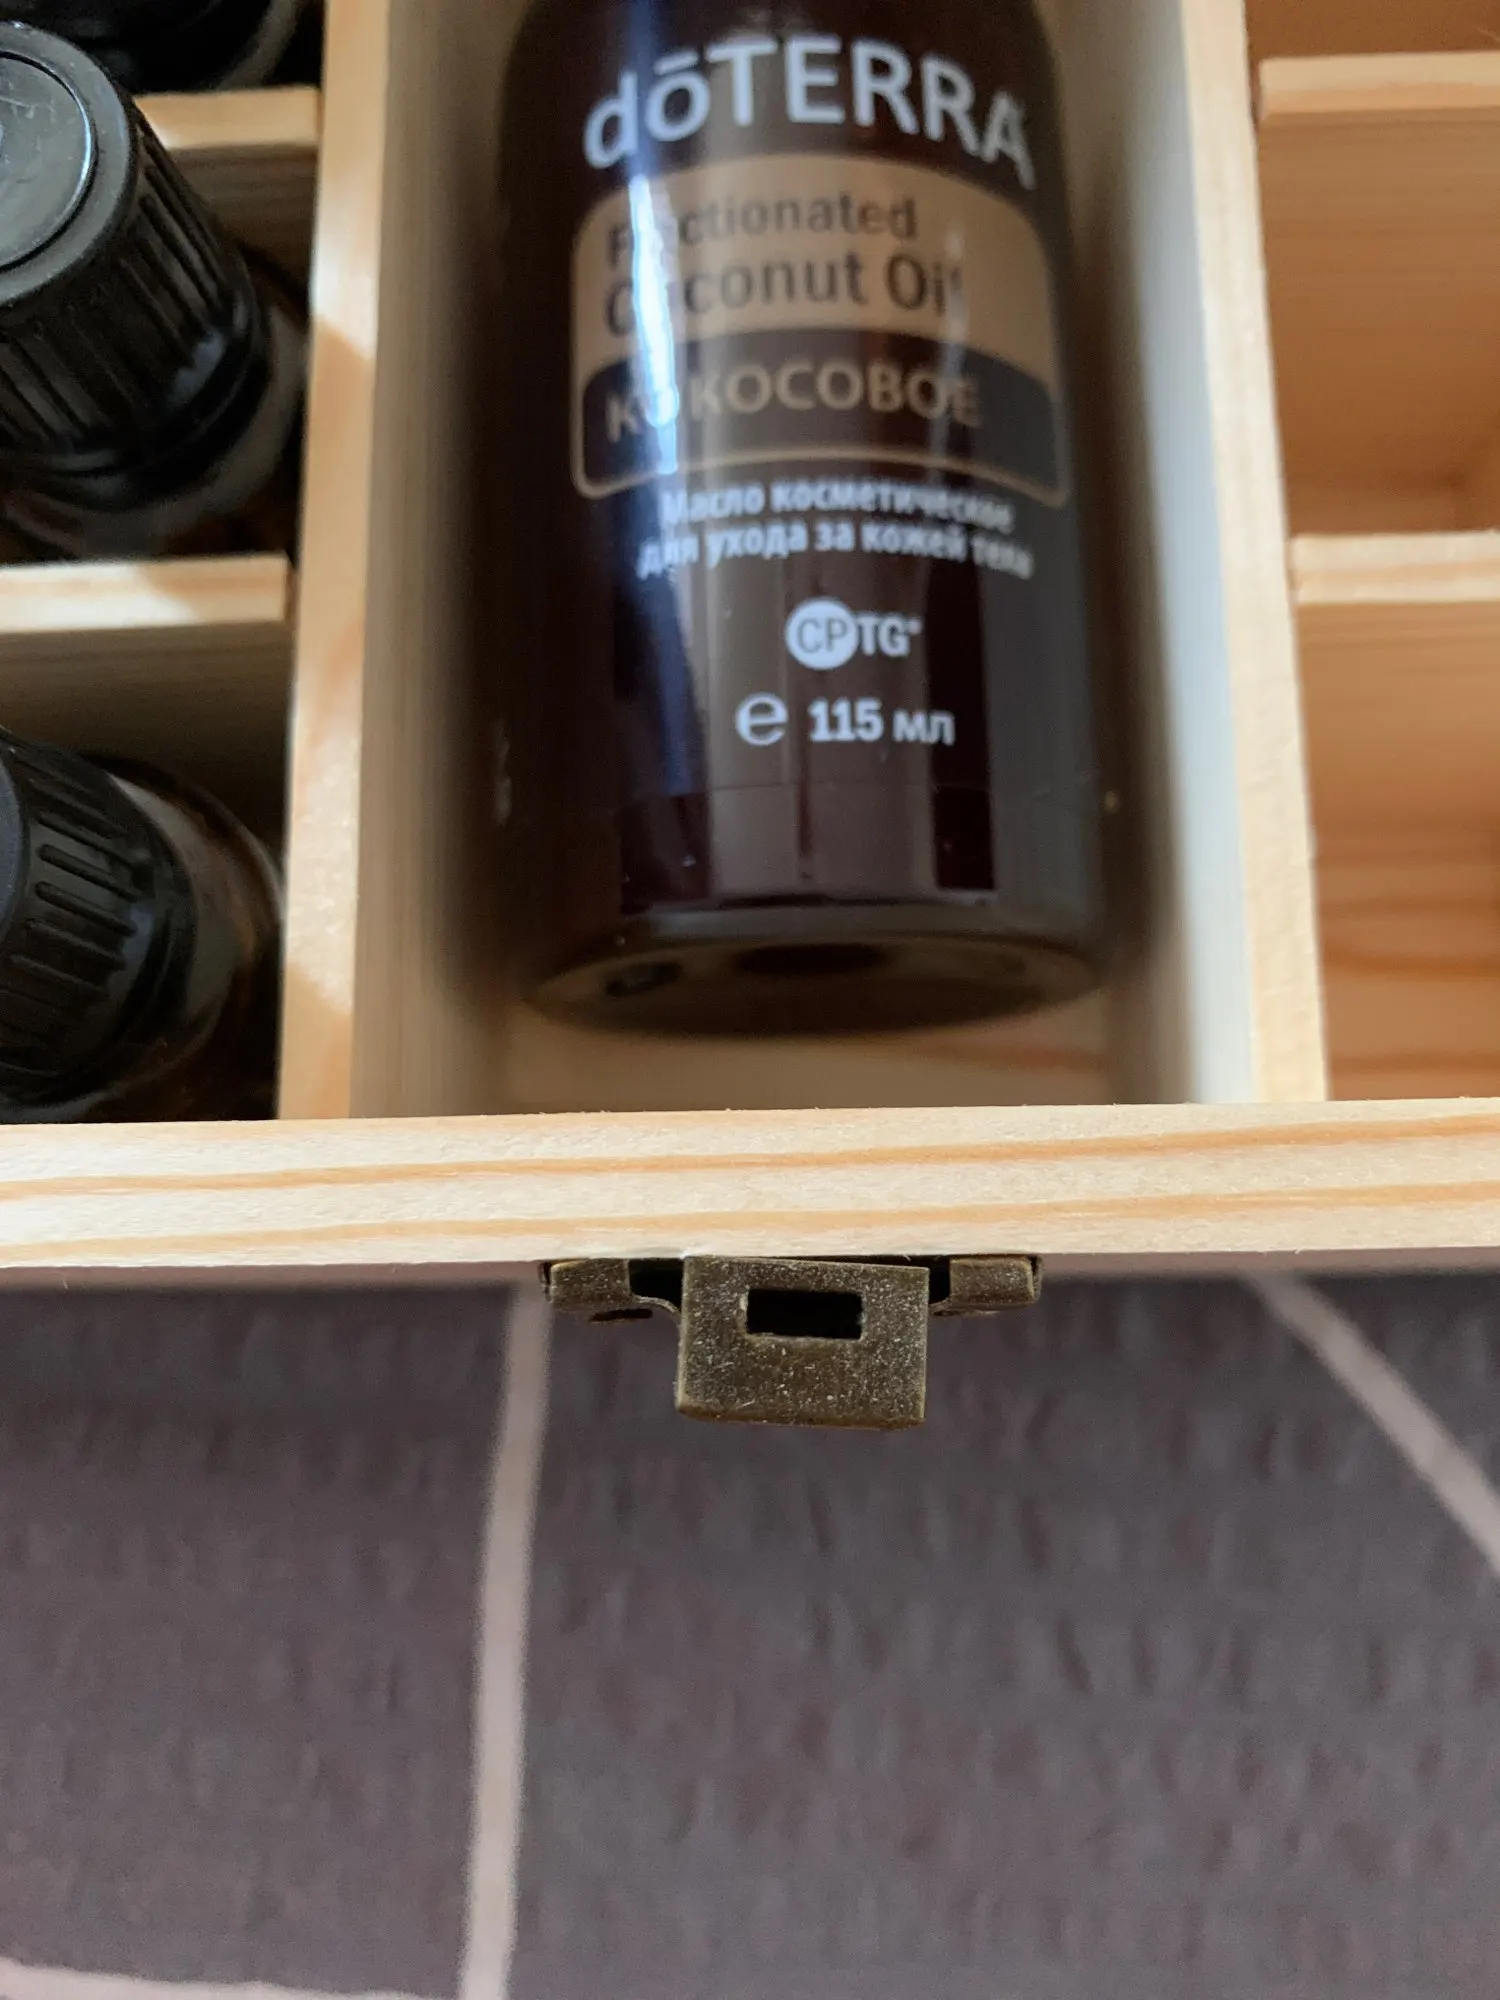 dōTERRA
Fractionated
Coconut Oil
КОКОСОВОЕ
Масло косметическое
для ухода за кожей тела
CPTG®
℮ 115 мл